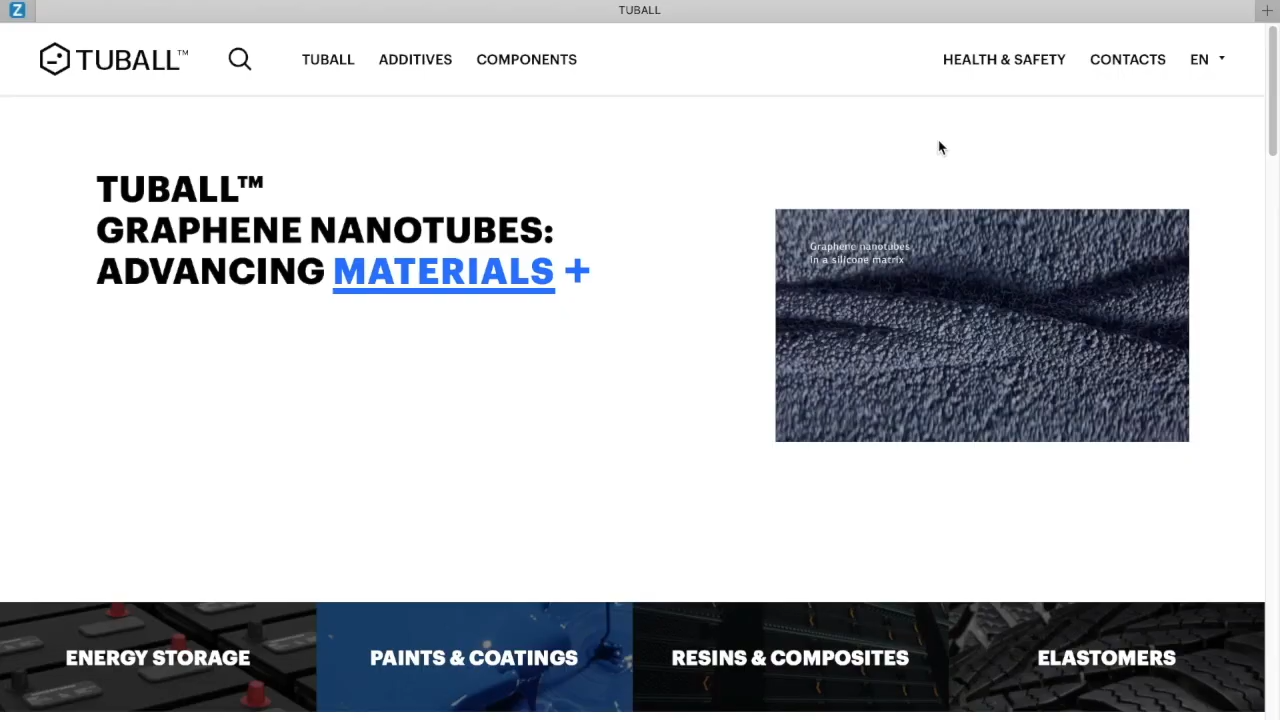 Z
TUBALL
TUBALL™
TUBALL
ADDITIVES
COMPONENTS
HEALTH & SAFETY
CONTACTS
EN
TUBALL™
GRAPHENE NANOTUBES:
ADVANCING MATERIALS +
Graphene nanotubes
in a silicone matrix
ENERGY STORAGE
PAINTS & COATINGS
RESINS & COMPOSITES
ELASTOMERS